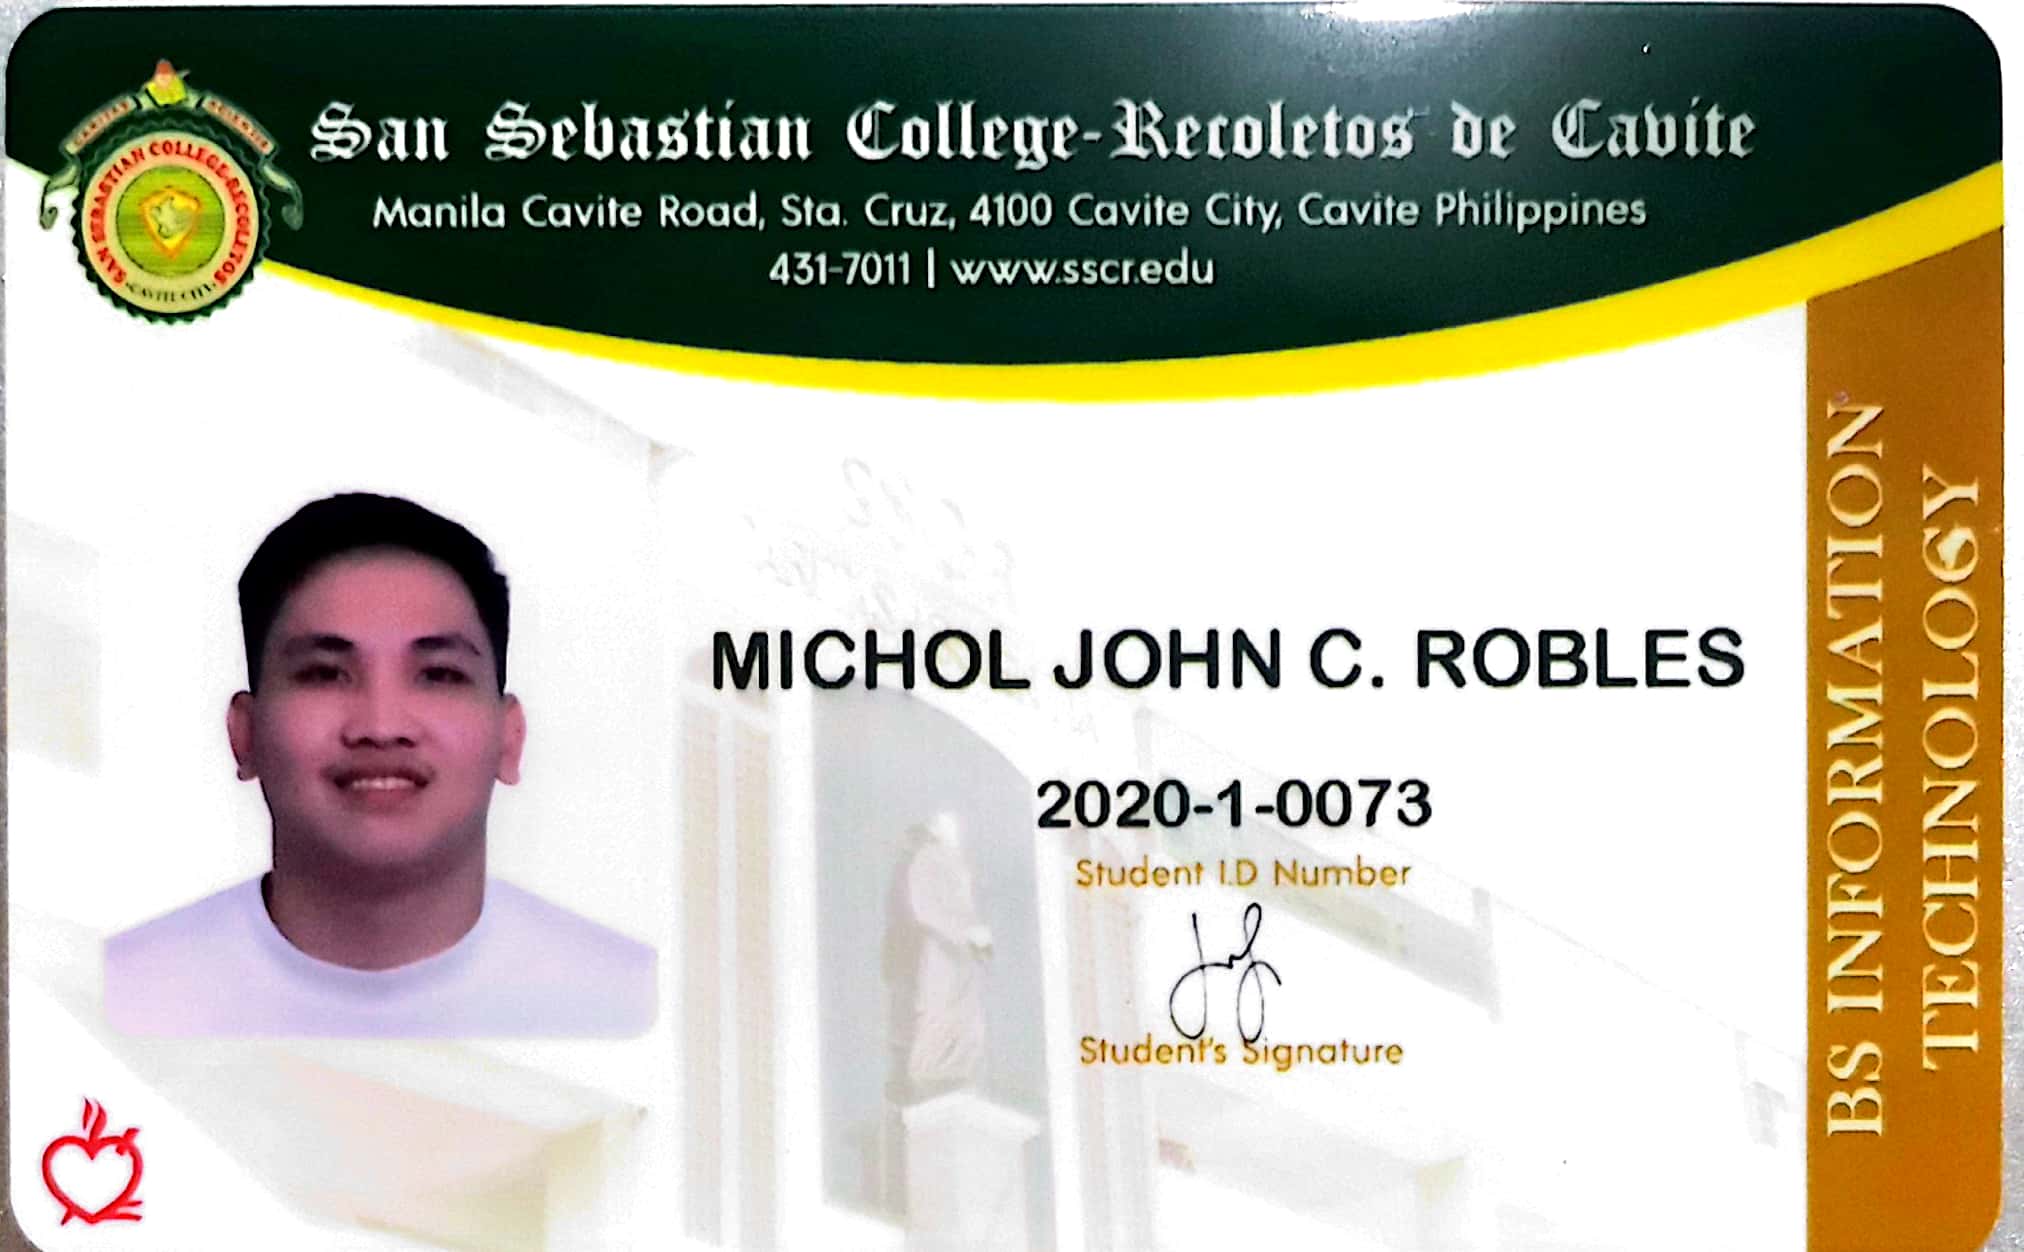 San Sebastian College-Recoletos de Cavite
Manila Cavite Road, Sta. Cruz, 4100 Cavite City, Cavite Philippines
431-7011 | www.sscr.edu
CARITAS SCIENTIA
SAN SEBASTIAN COLLEGE-RECOLETOS
CAVITE CITY
MICHOL JOHN C. ROBLES
2020-1-0073
Student I.D Number
Student's Signature
BS INFORMATION
TECHNOLOGY